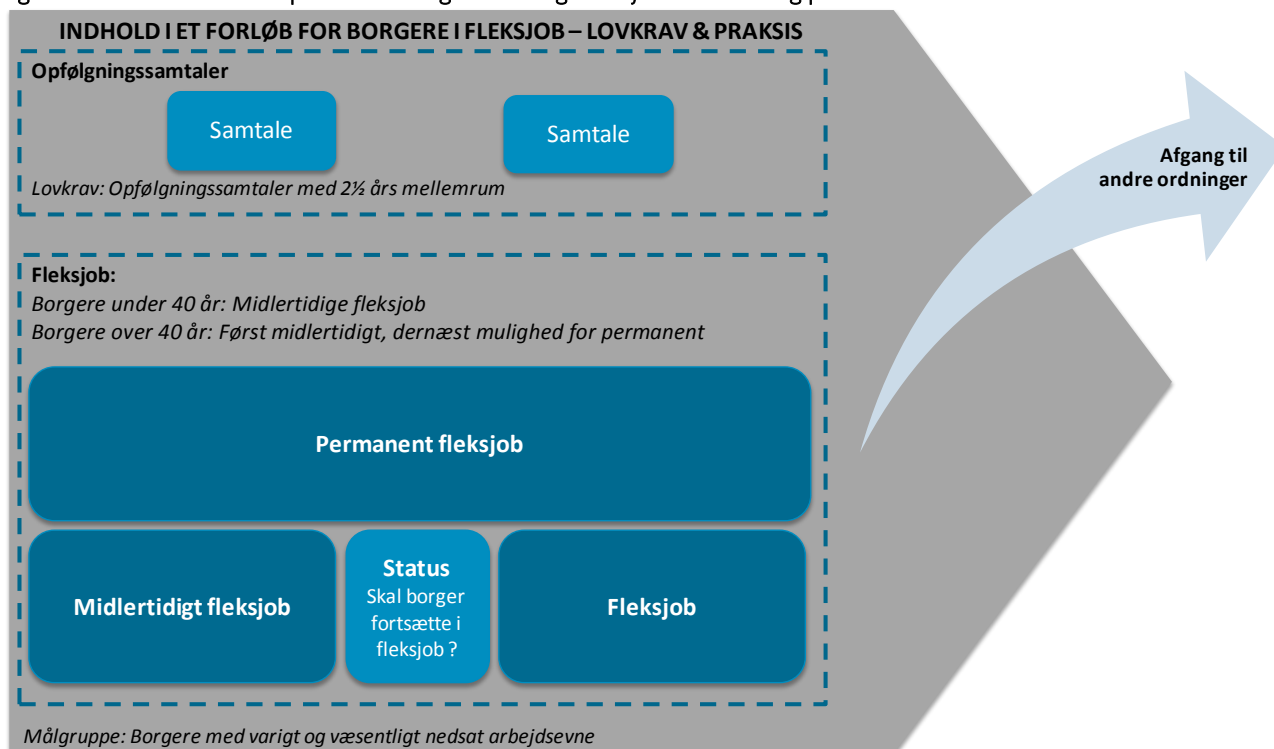 INDHOLD I ET FORLØB FOR BORGERE I FLEKSJOB – LOVKRAV & PRAKSIS
Opfølgningssamtaler
Samtale
Samtale
Lovkrav: Opfølgningssamtaler med 2½ års mellemrum
Afgang til
andre ordninger
Fleksjob:
Borgere under 40 år: Midlertidige fleksjob
Borgere over 40 år: Først midlertidigt, dernæst mulighed for permanent
Permanent fleksjob
Midlertidigt fleksjob
Status
Skal borger
fortsætte i
fleksjob ?
Fleksjob
Målgruppe: Borgere med varigt og væsentligt nedsat arbejdsevne